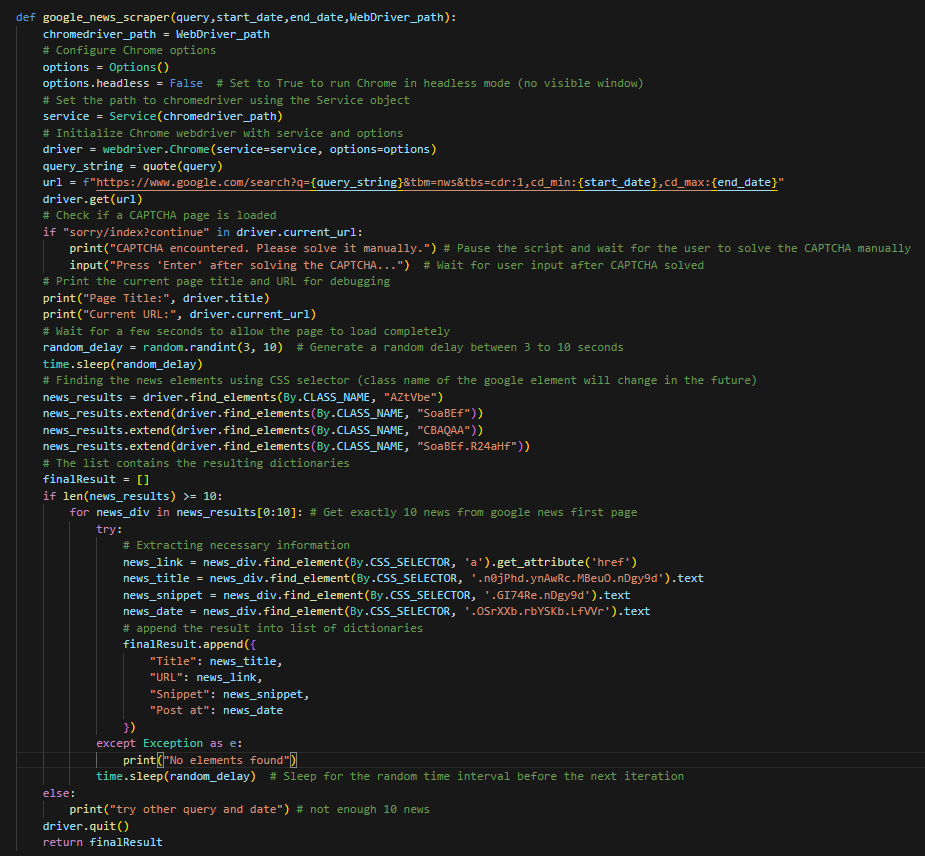 def google_news_scraper(query,start_date,end_date,WebDriver_path):
    chromedriver_path = WebDriver_path
    # Configure Chrome options
    options = Options()
    options.headless = False  # Set to True to run Chrome in headless mode (no visible window)
    # Set the path to chromedriver using the Service object
    service = Service(chromedriver_path)
    # Initialize Chrome webdriver with service and options
    driver = webdriver.Chrome(service=service, options=options)
    query_string = quote(query)
    url = f"https://www.google.com/search?q={query_string}&tbm=nws&tbs=cdr:1,cd_min:{start_date},cd_max:{end_date}"
    driver.get(url)
    # Check if a CAPTCHA page is loaded
    if "sorry/index?continue" in driver.current_url:
        print("CAPTCHA encountered. Please solve it manually.") # Pause the script and wait for the user to solve the CAPTCHA manually
        input("Press 'Enter' after solving the CAPTCHA...")  # Wait for user input after CAPTCHA solved
    # Print the current page title and URL for debugging
    print("Page Title:", driver.title)
    print("Current URL:", driver.current_url)
    # Wait for a few seconds to allow the page to load completely
    random_delay = random.randint(3, 10)  # Generate a random delay between 3 to 10 seconds
    time.sleep(random_delay)
    # Finding the news elements using CSS selector (class name of the google element will change in the future)
    news_results = driver.find_elements(By.CLASS_NAME, "AZtVbe")
    news_results.extend(driver.find_elements(By.CLASS_NAME, "SoaBEf"))
    news_results.extend(driver.find_elements(By.CLASS_NAME, "CBAQAA"))
    news_results.extend(driver.find_elements(By.CLASS_NAME, "SoaBEf.R24aHf"))
    # The list contains the resulting dictionaries
    finalResult = []
    if len(news_results) >= 10:
        for news_div in news_results[0:10]: # Get exactly 10 news from google news first page
            try:
                # Extracting necessary information
                news_link = news_div.find_element(By.CSS_SELECTOR, 'a').get_attribute('href')
                news_title = news_div.find_element(By.CSS_SELECTOR, '.n0jPhd.ynAwRc.MBeuO.nDgy9d').text
                news_snippet = news_div.find_element(By.CSS_SELECTOR, '.GI74Re.nDgy9d').text
                news_date = news_div.find_element(By.CSS_SELECTOR, '.OSrXXb.rbYSKb.LfVVr').text
                # append the result into list of dictionaries
                finalResult.append({
                    "Title": news_title,
                    "URL": news_link,
                    "Snippet": news_snippet,
                    "Post at": news_date
                })
            except Exception as e:
                print("No elements found")
            time.sleep(random_delay)  # Sleep for the random time interval before the next iteration
    else:
        print("try other query and date") # not enough 10 news
    driver.quit()
    return finalResult